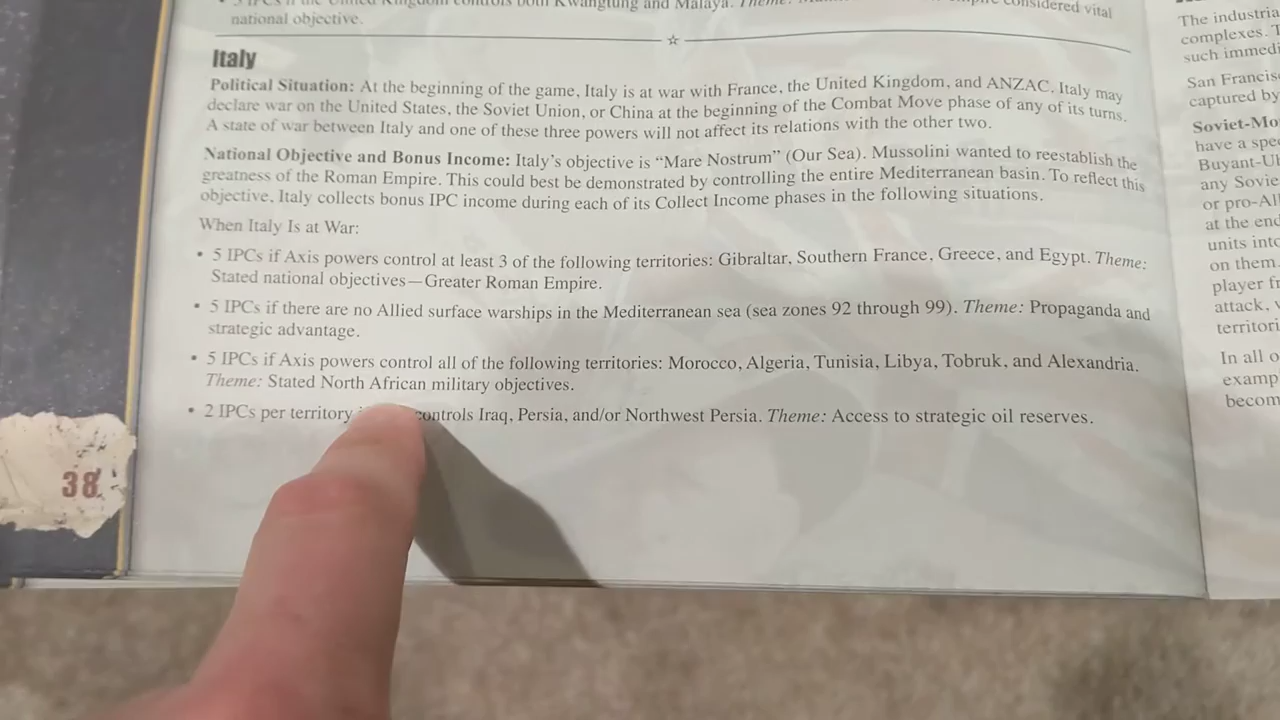 Kingdom controls both Kwangtung and Malaya. Theme: considered vital
national objective.
Italy
Political Situation: At the beginning of the game, Italy is at war with France, the United Kingdom, and ANZAC. Italy may
declare war on the United States, the Soviet Union, or China at the beginning of the Combat Move phase of any of its turns.
A state of war between Italy and one of these three powers will not affect its relations with the other two.
National Objective and Bonus Income: Italy's objective is “Mare Nostrum” (Our Sea). Mussolini wanted to reestablish the
greatness of the Roman Empire. This could best be demonstrated by controlling the entire Mediterranean basin. To reflect this
objective, Italy collects bonus IPC income during each of its Collect Income phases in the following situations.
When Italy Is at War:
• 5 IPCs if Axis powers control at least 3 of the following territories: Gibraltar, Southern France, Greece, and Egypt. Theme:
Stated national objectives—Greater Roman Empire.
• 5 IPCs if there are no Allied surface warships in the Mediterranean sea (sea zones 92 through 99). Theme: Propaganda and
strategic advantage.
• 5 IPCs if Axis powers control all of the following territories: Morocco, Algeria, Tunisia, Libya, Tobruk, and Alexandria.
Theme: Stated North African military objectives.
• 2 IPCs per territory controls Iraq, Persia, and/or Northwest Persia. Theme: Access to strategic oil reserves.
38
The industria
complexes. T
such immedi
San Francisc
captured by
Soviet-Mo
have a spe
Buyant-Ul
any Sovie
or pro-All
at the end
units into
on them.
player fr
attack,
territori
In all o
exampl
becom